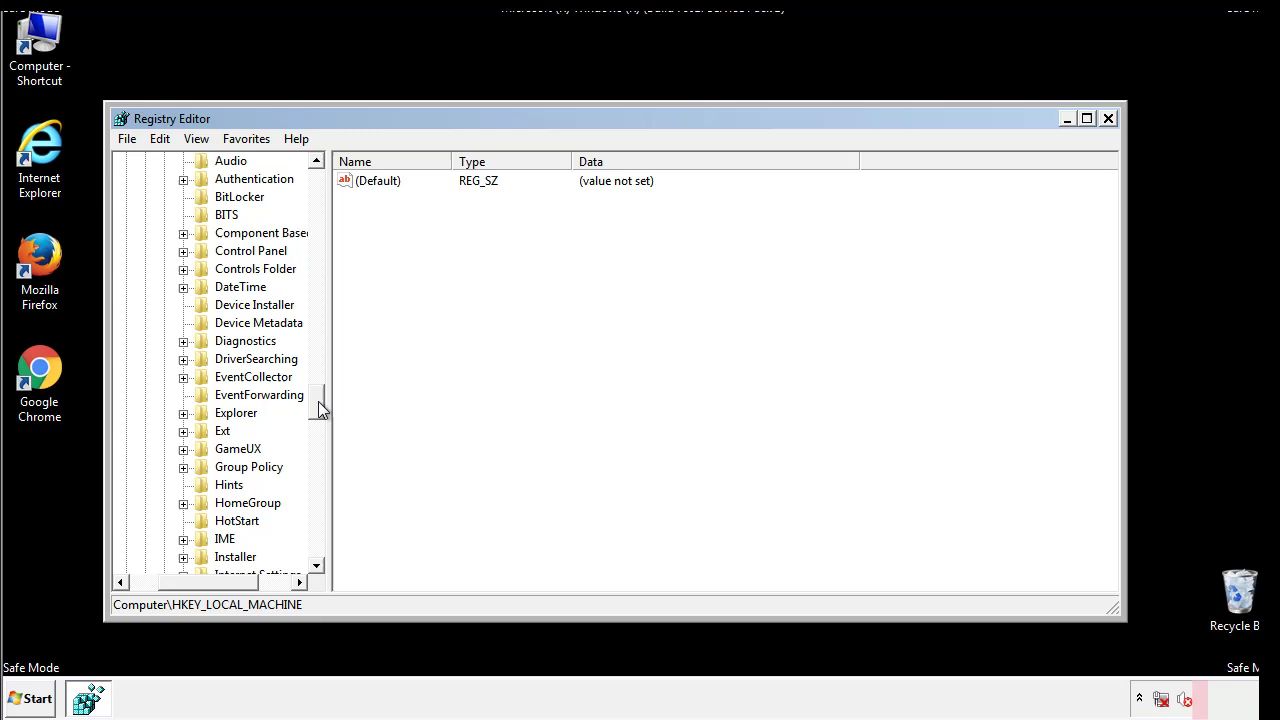 Computer -
Shortcut
Internet
Explorer
Mozilla
Firefox
Google
Chrome
Registry Editor
File Edit View Favorites Help
Audio
Authentication
BitLocker
BITS
Component Base
Control Panel
Controls Folder
DateTime
Device Installer
Device Metadata
Diagnostics
DriverSearching
EventCollector
EventForwarding
Explorer
Ext
GameUX
Group Policy
Hints
HomeGroup
HotStart
IME
Installer
Internet Settings
Name Type Data
ab (Default) REG_SZ (value not set)
Computer\HKEY_LOCAL_MACHINE
Recycle B
Safe Mode
Safe M
Start